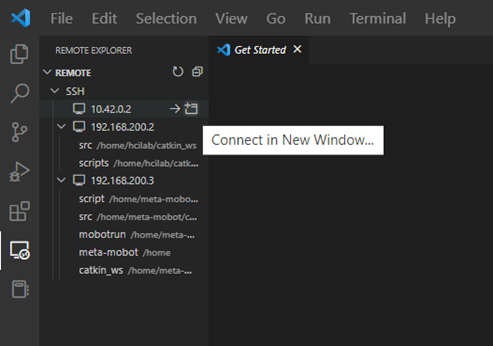 File Edit Selection View Go Run Terminal Help
REMOTE EXPLORER
Get Started
REMOTE
SSH
10.42.0.2
192.168.200.2
Connect in New Window...
src /home/hcilab/catkin_ws
scripts /home/hcilab/catk...
192.168.200.3
script /home/meta-mobo...
src /home/meta-mobot/c...
mobotrun /home/meta-...
meta-mobot /home
catkin_ws /home/meta-...